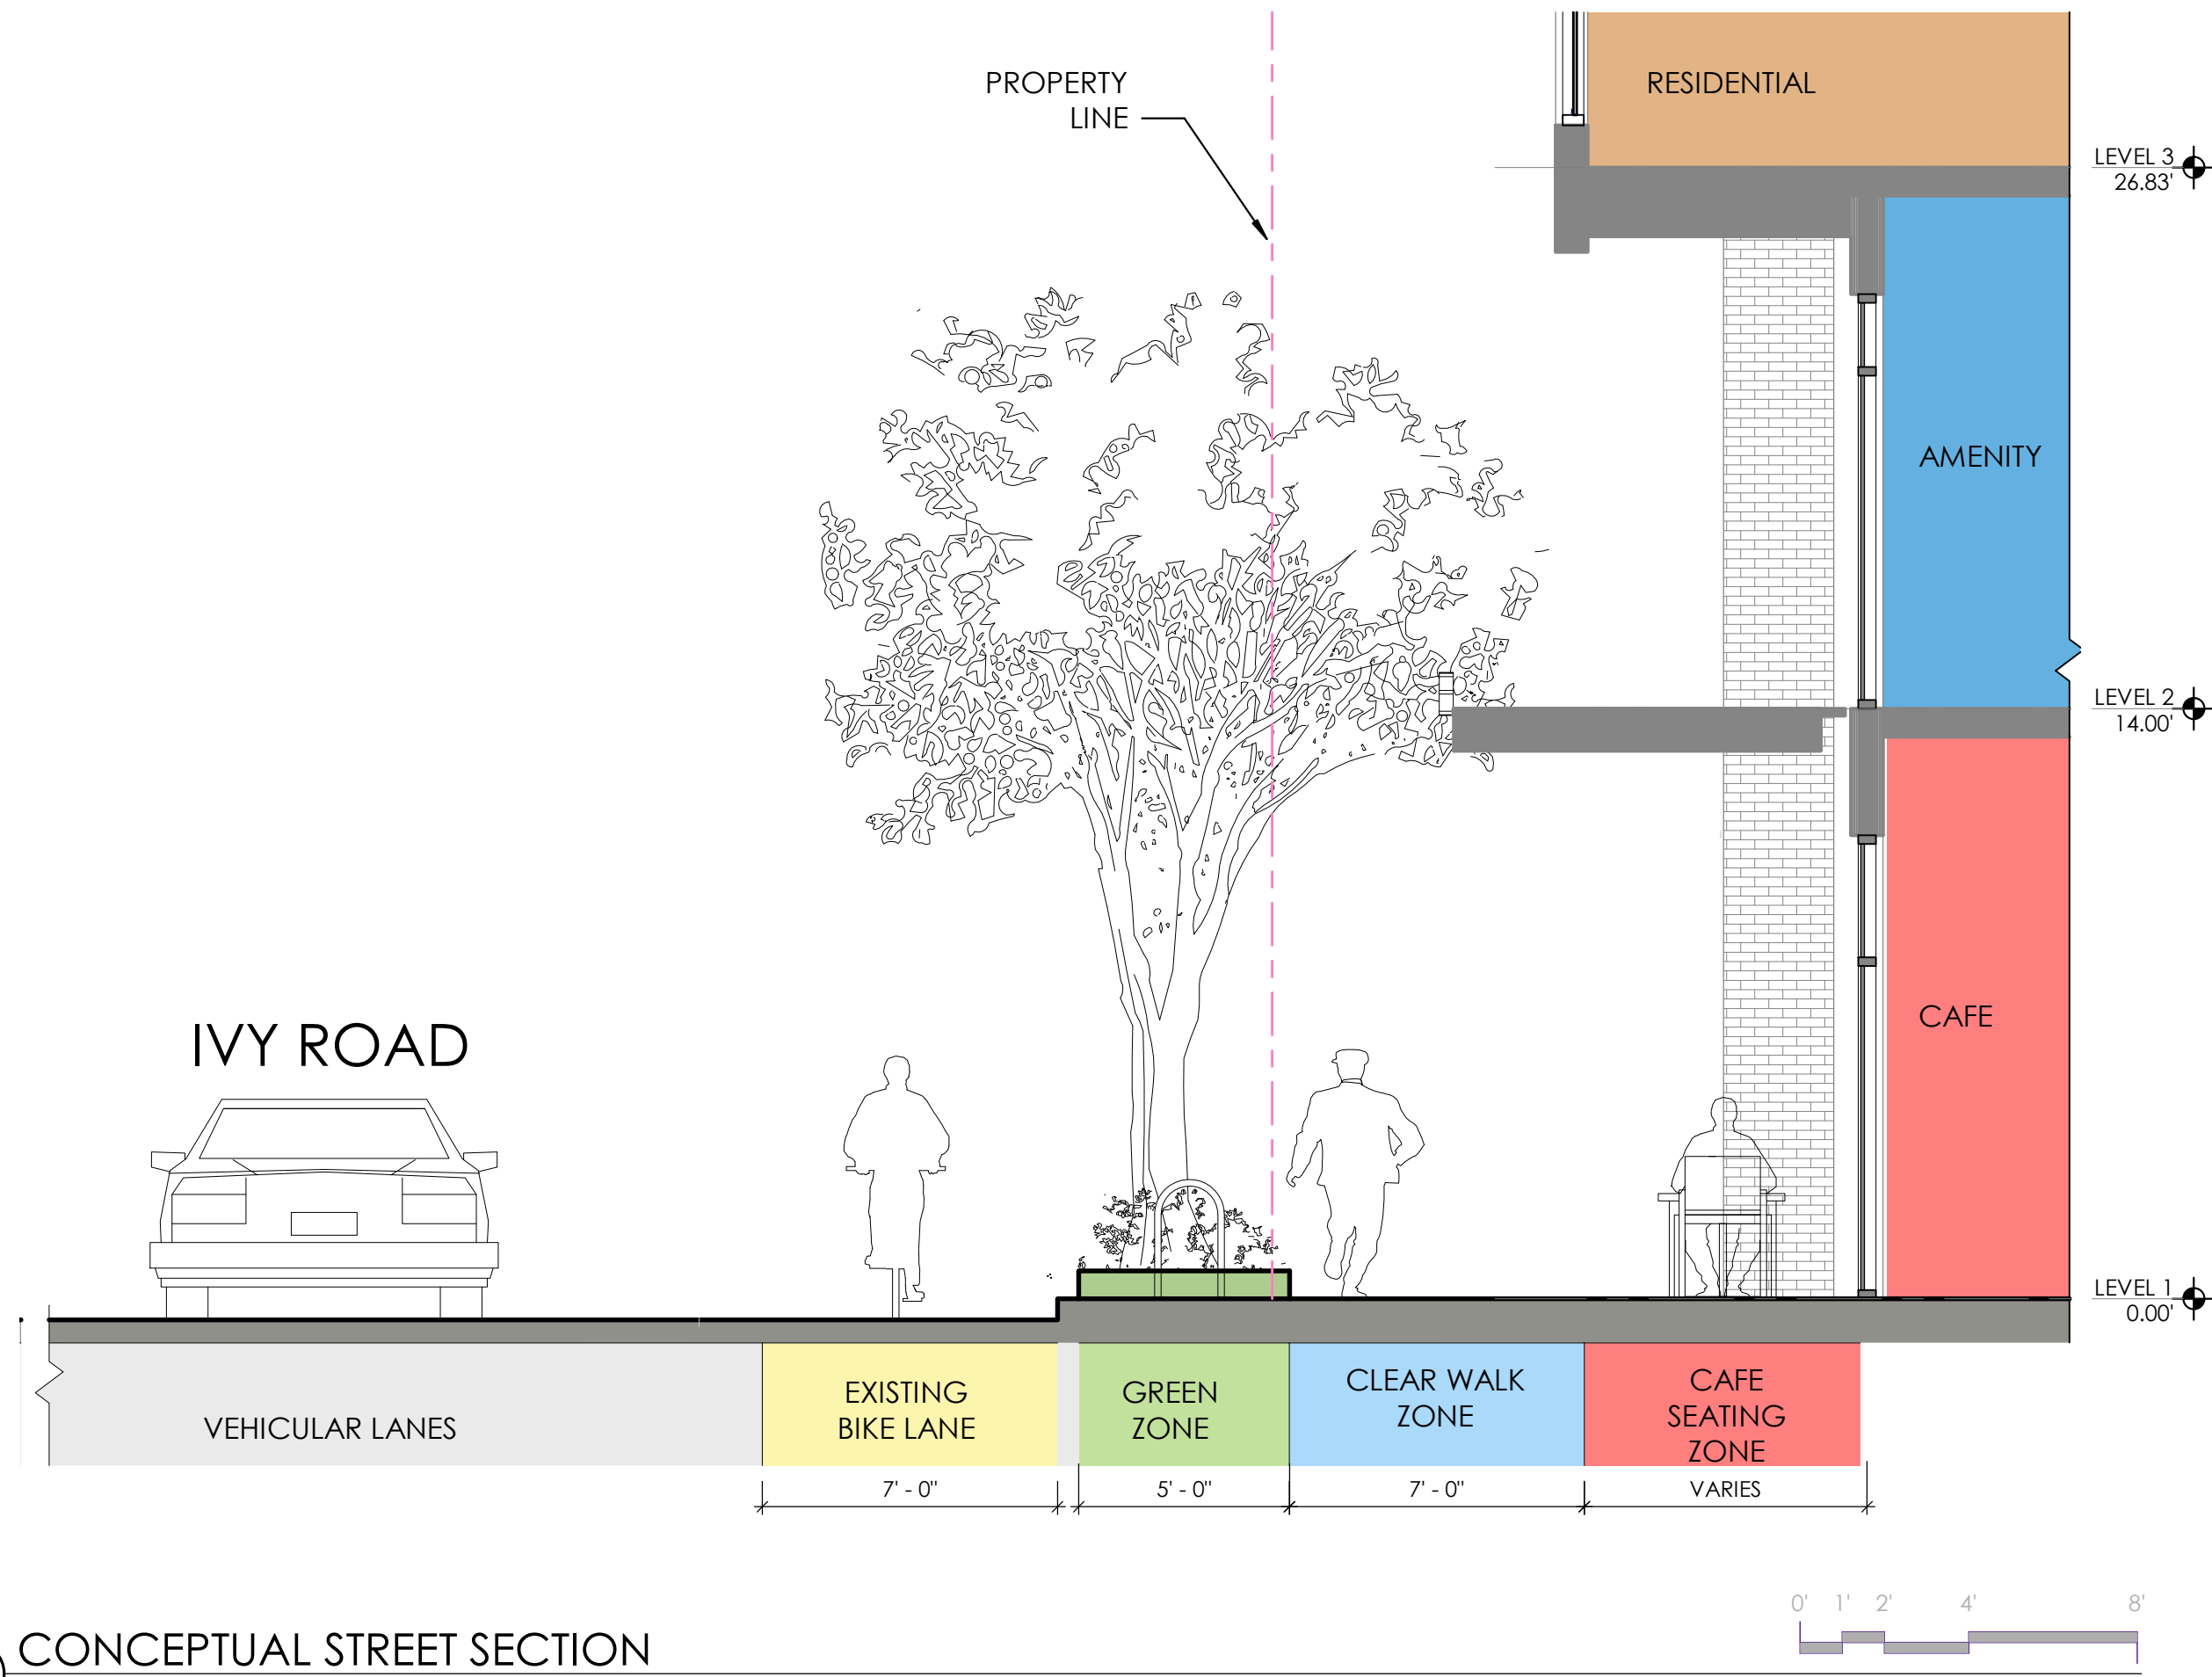 PROPERTY
LINE
RESIDENTIAL
LEVEL 3
26.83'
AMENITY
LEVEL 2
14.00'
CAFE
IVY ROAD
LEVEL 1
0.00'
VEHICULAR LANES
EXISTING
BIKE LANE
GREEN
ZONE
CLEAR WALK
ZONE
CAFE
SEATING
ZONE
7' - 0"
5' - 0"
7' - 0"
VARIES
0' 1' 2' 4' 8'
CONCEPTUAL STREET SECTION